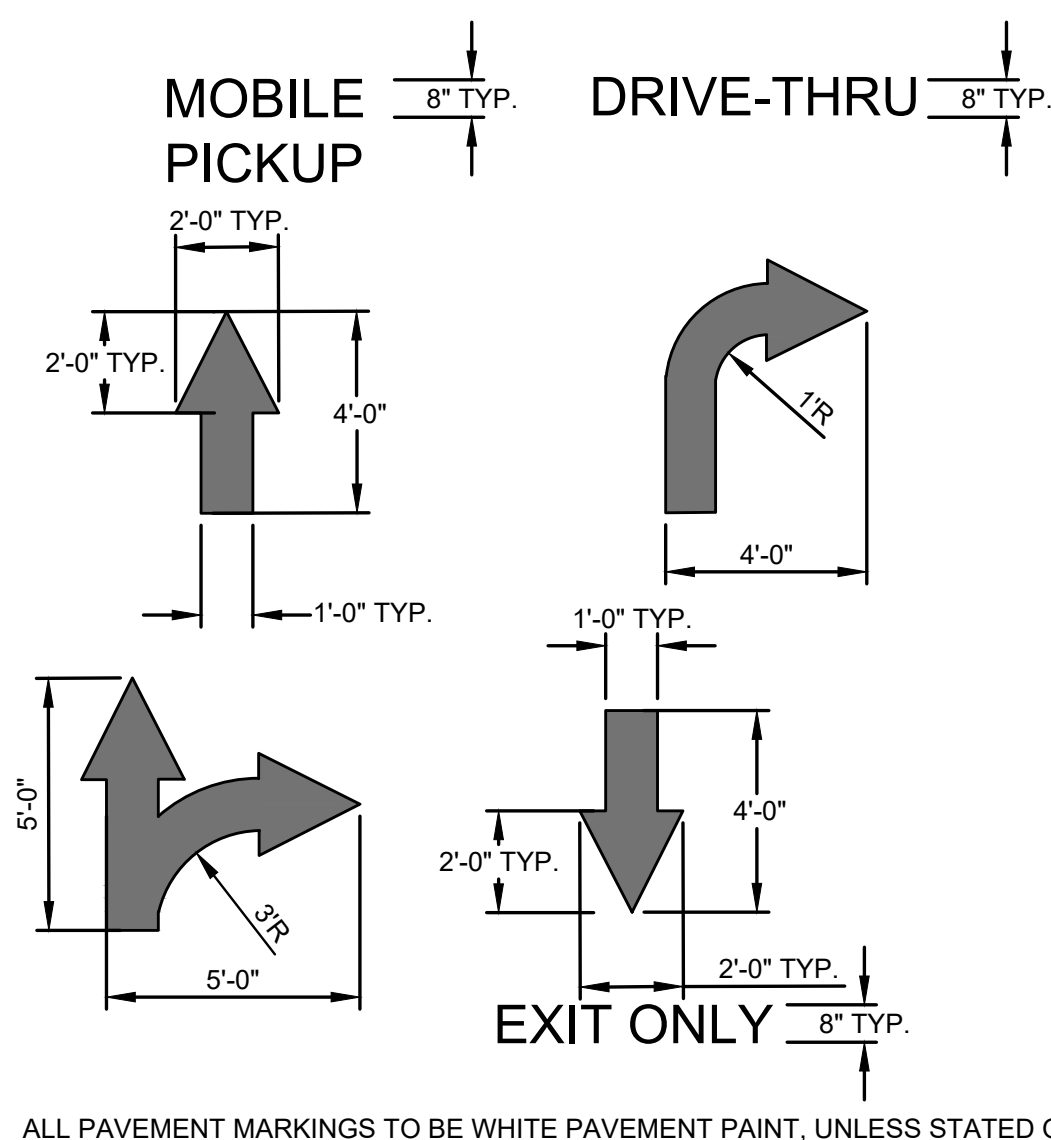 MOBILE
PICKUP
8" TYP.
DRIVE-THRU
8" TYP.
2'-0" TYP.
2'-0" TYP.
4'-0"
1'-0" TYP.
1'R
4'-0"
5'-0"
3'R
5'-0"
1'-0" TYP.
4'-0"
2'-0" TYP.
2'-0" TYP.
EXIT ONLY
8" TYP.
ALL PAVEMENT MARKINGS TO BE WHITE PAVEMENT PAINT, UNLESS STATED